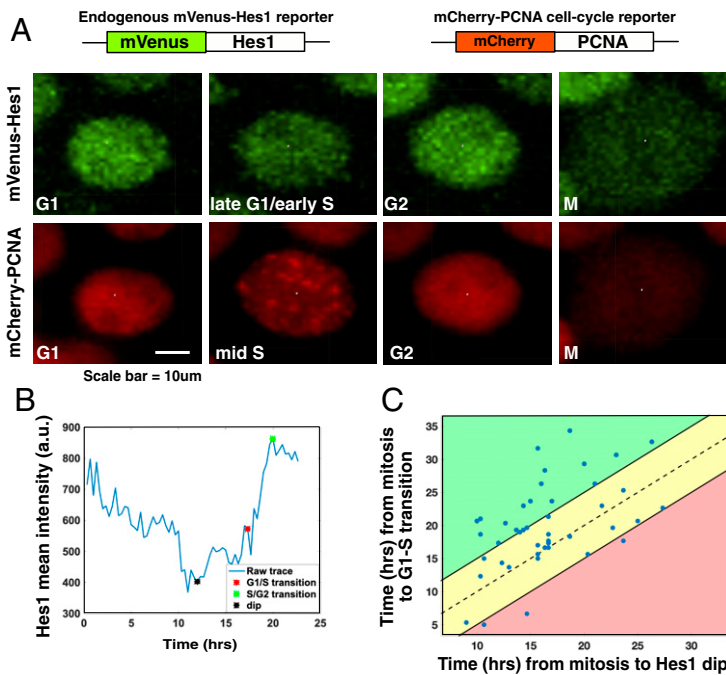 A
Endogenous mVenus-Hes1 reporter
mCherry-PCNA cell-cycle reporter
mVenus
Hes1
mCherry
PCNA
mVenus-Hes1
G1
late G1/early S
G2
M
mCherry-PCNA
G1
mid S
G2
M
Scale bar = 10um
B
Hes1 mean intensity (a.u.)
900
800
700
600
500
400
300
0
5
10
15
20
25
Time (hrs)
Raw trace
G1/S transition
S/G2 transition
dip
C
Time (hrs) from mitosis
to G1-S transition
35
30
25
20
15
10
5
10
15
20
25
30
Time (hrs) from mitosis to Hes1 dip